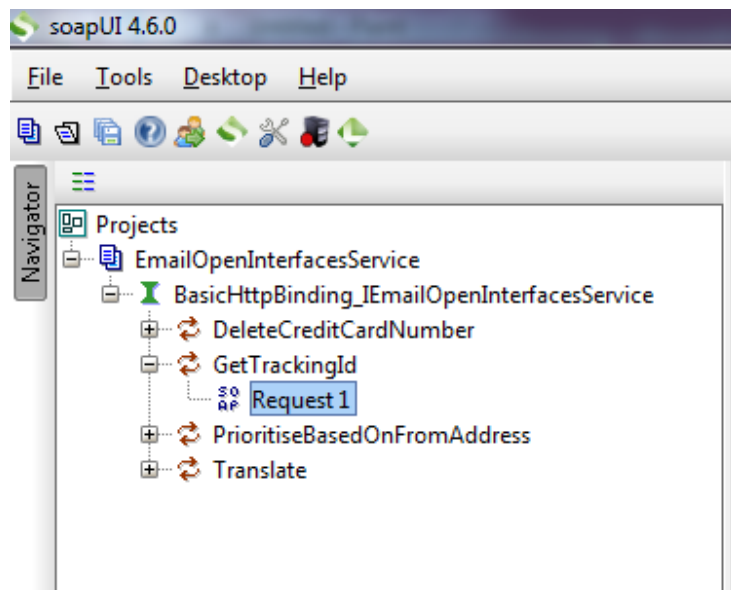 soapUI 4.6.0
File Tools Desktop Help
Navigator
Projects
EmailOpenInterfacesService
BasicHttpBinding_IEmailOpenInterfacesService
DeleteCreditCardNumber
GetTrackingId
SO
AP
Request 1
PrioritiseBasedOnFromAddress
Translate